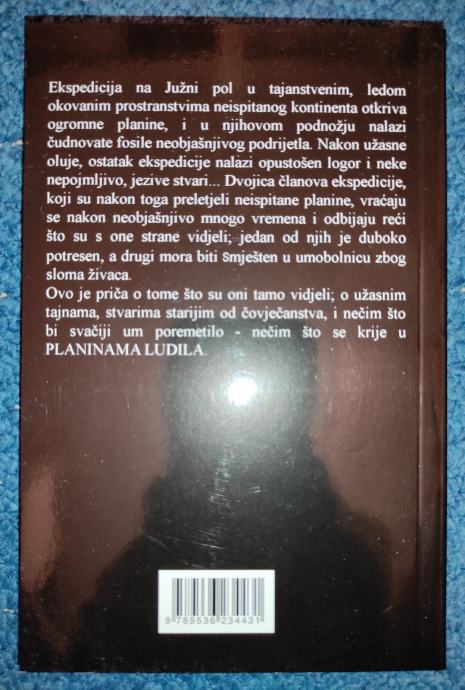 Ekspedicija na Južni pol u tajanstvenim, ledom
okovanim prostranstvima neispitanog kontinenta otkriva
ogromne planine, i u njihovom podnožju nalazi
čudnovate fosile neobjašnjivog podrijetla. Nakon užasne
oluje, ostatak ekspedicije nalazi opustošen logor i neke
nepojmljivo, jezive stvari... Dvojica članova ekspedicije,
koji su nakon toga preletjeli neispitane planine, vraćaju
se nakon neobjašnjivo mnogo vremena i odbijaju reći
što su s one strane vidjeli; jedan od njih je duboko
potresen, a drugi mora biti smješten u umobolnicu zbog
sloma živaca.
Ovo je priča o tome što su oni tamo vidjeli; o užasnim
tajnama, stvarima starijim od čovječanstva, i nečim što
bi svačiji um poremetilo - nečim što se krije u
PLANINAMA LUDILA.
9 789536 234431